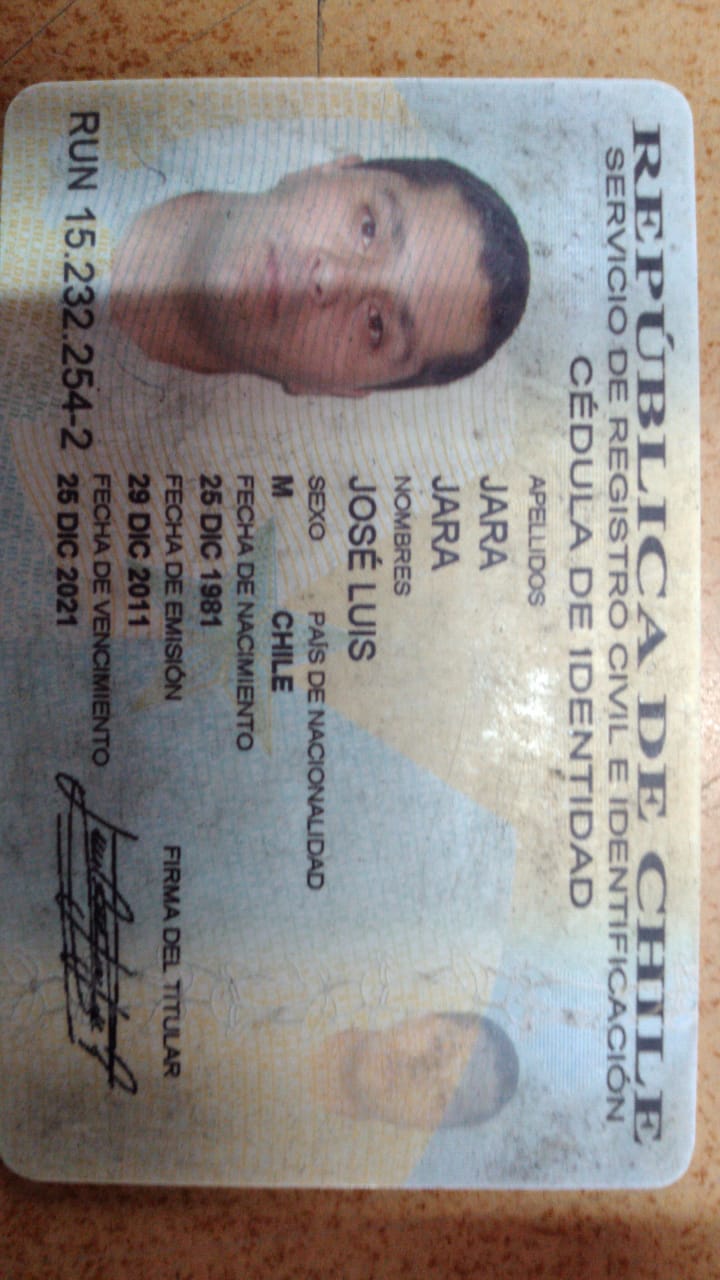 REPÚBLICA DE CHILE
SERVICIO DE REGISTRO CIVIL E IDENTIFICACIÓN
CÉDULA DE IDENTIDAD
APELLIDOS
JARA
JARA
NOMBRES
JOSÉ LUIS
SEXO PAÍS DE NACIONALIDAD
M CHILE
FECHA DE NACIMIENTO
25 DIC 1981
FECHA DE EMISIÓN
29 DIC 2011
FECHA DE VENCIMIENTO
25 DIC 2021
FIRMA DEL TITULAR
RUN 15.232.254-2